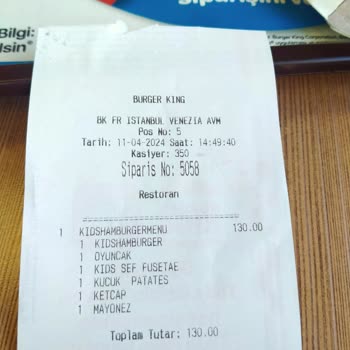 Bilgi:
lsin"
BURGER KING
BK FR ISTANBUL VENEZIA AVM
Pos No: 5
Tarih: 11-04-2024 Saat: 14:49:40
Kasiyer: 350
Siparis No: 5058
Restoran
1 KIDSHAMBURGERMENU 130.00
1 KIDSHAMBURGER
1 OYUNCAK
1 KIDS SEF FUSETAE
1 KUCUK PATATES
1 KETCAP
1 MAYONEZ
Toplam Tutar: 130.00